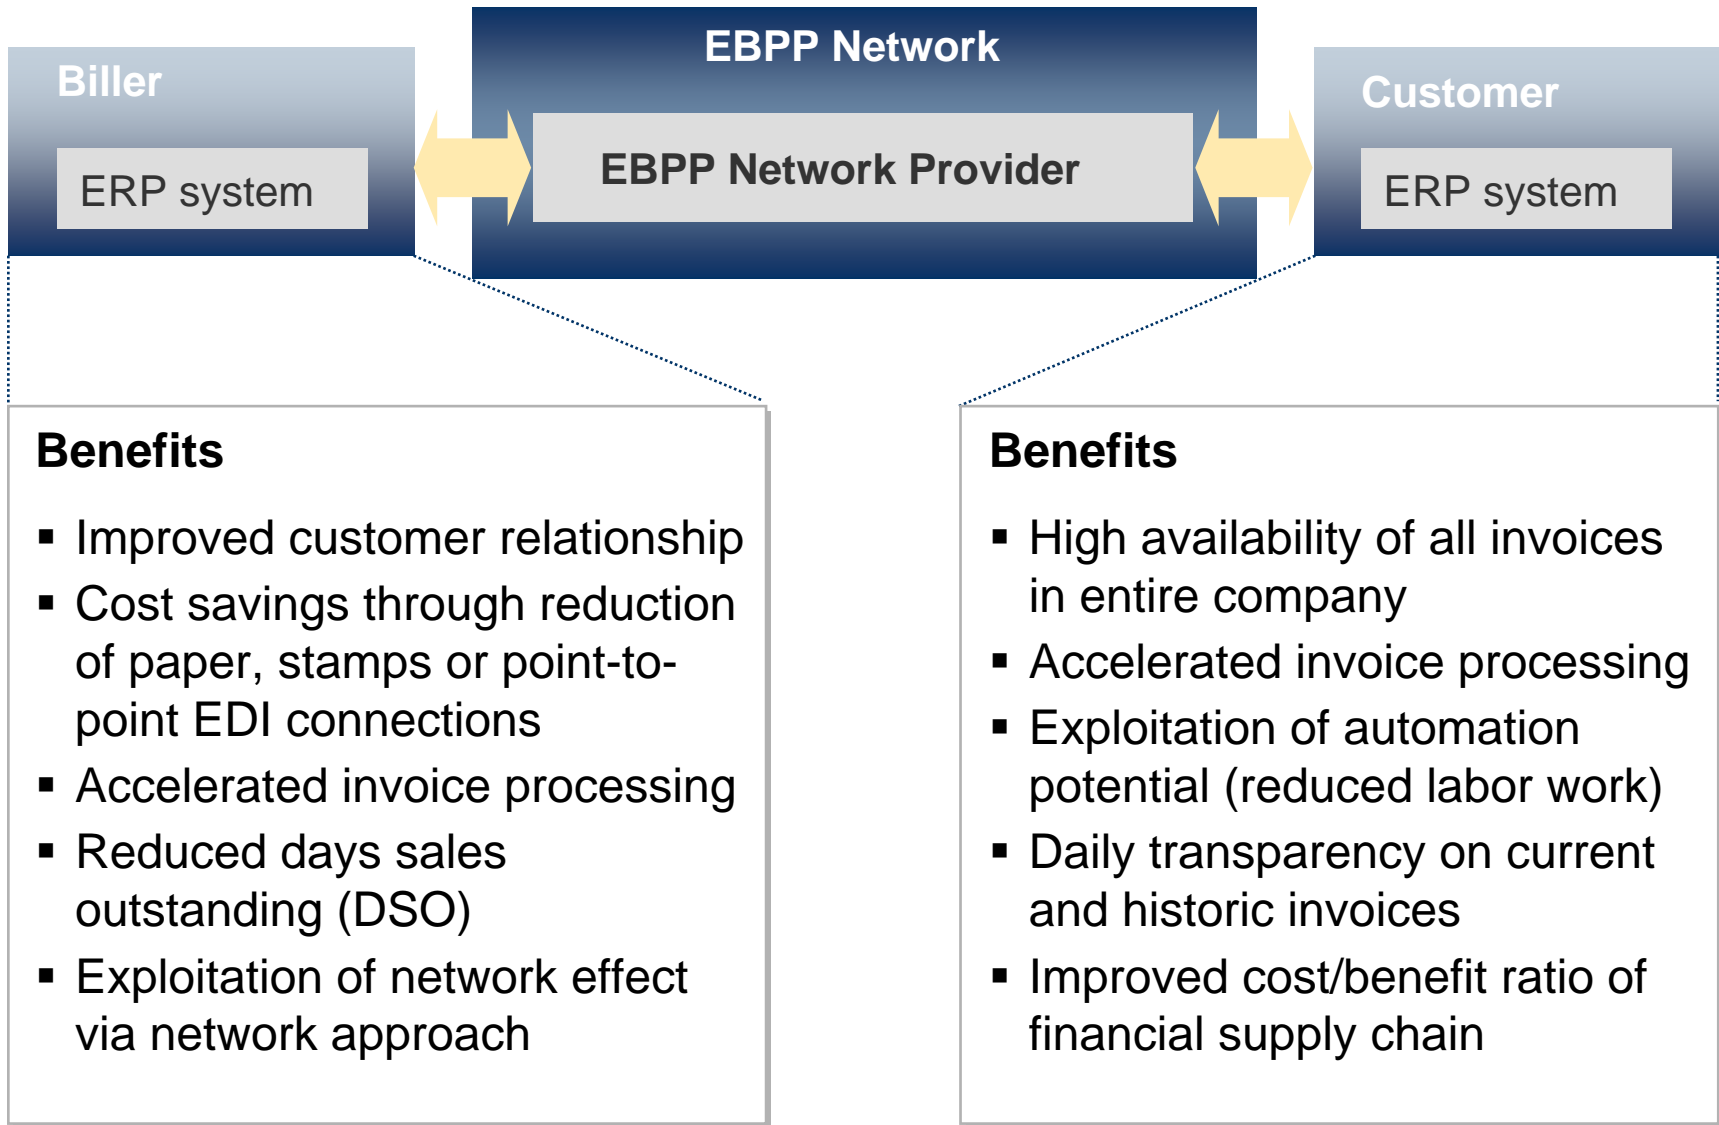 EBPP Network
Biller
Customer
EBPP Network Provider
ERP system
ERP system
Benefits
▪ Improved customer relationship
▪ Cost savings through reduction
of paper, stamps or point-to-
point EDI connections
▪ Accelerated invoice processing
▪ Reduced days sales
outstanding (DSO)
▪ Exploitation of network effect
via network approach
Benefits
▪ High availability of all invoices
in entire company
▪ Accelerated invoice processing
▪ Exploitation of automation
potential (reduced labor work)
▪ Daily transparency on current
and historic invoices
▪ Improved cost/benefit ratio of
financial supply chain